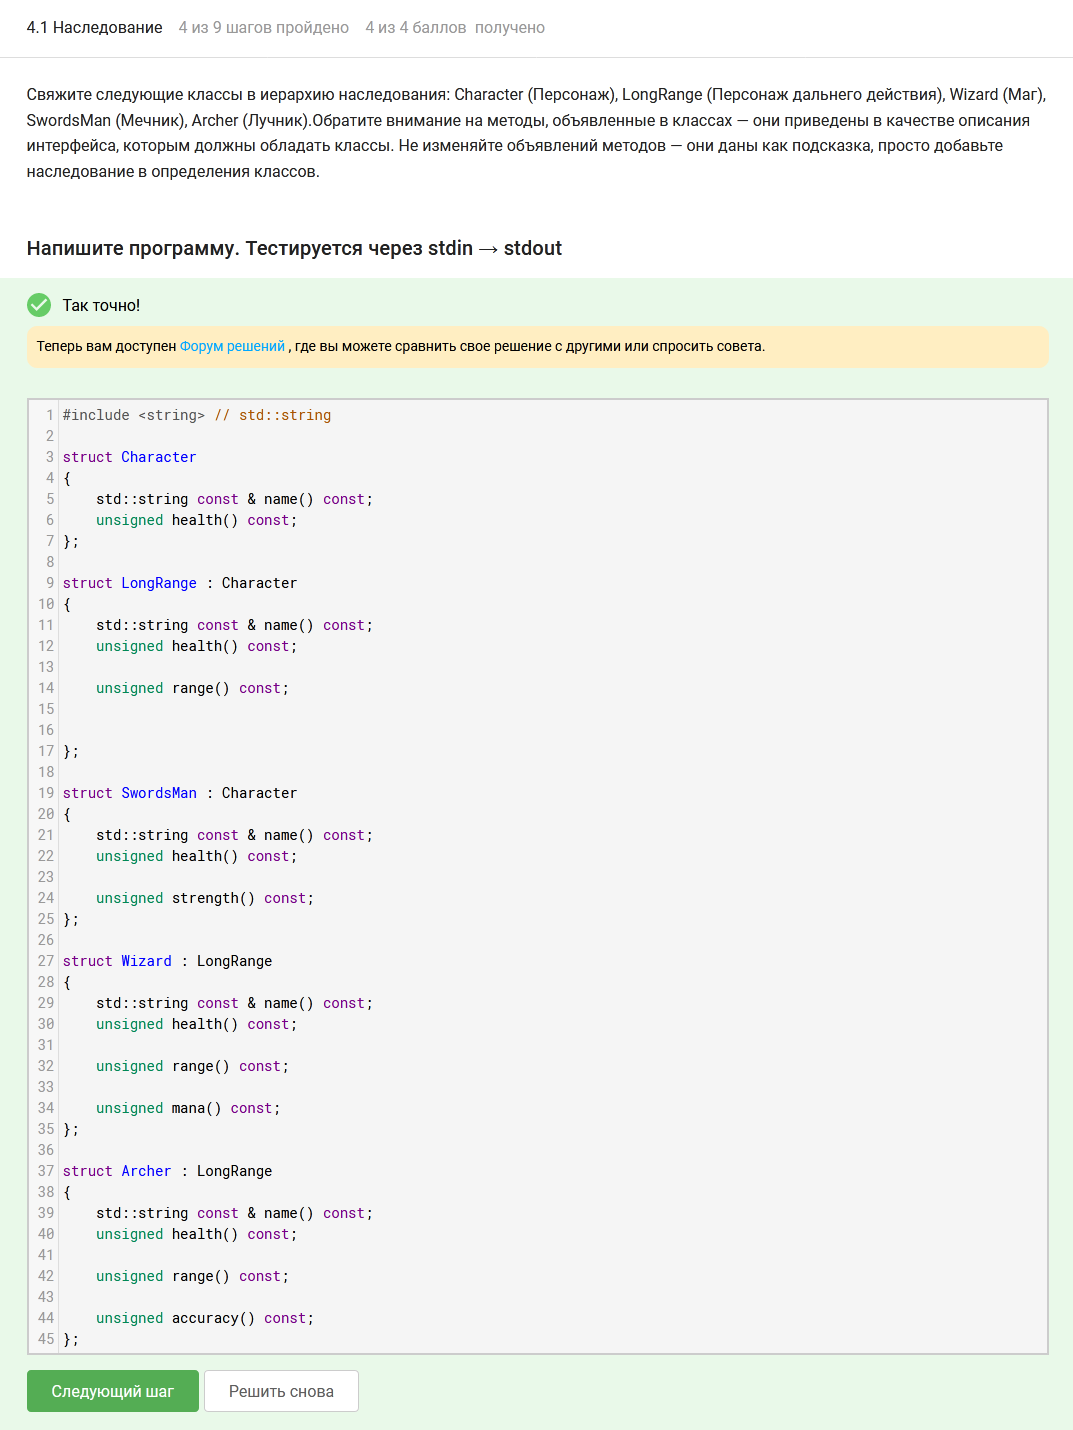 4.1 Наследование 4 из 9 шагов пройдено 4 из 4 баллов получено
Свяжите следующие классы в иерархию наследования: Character (Персонаж), LongRange (Персонаж дальнего действия), Wizard (Маг),
SwordsMan (Мечник), Archer (Лучник).Обратите внимание на методы, объявленные в классах — они приведены в качестве описания
интерфейса, которым должны обладать классы. Не изменяйте объявлений методов — они даны как подсказка, просто добавьте
наследование в определения классов.
Напишите программу. Тестируется через stdin → stdout
Так точно!
Теперь вам доступен Форум решений , где вы можете сравнить свое решение с другими или спросить совета.
1 #include <string> // std::string
2
3 struct Character
4 {
5     std::string const & name() const;
6     unsigned health() const;
7 };
8
9 struct LongRange : Character
10 {
11     std::string const & name() const;
12     unsigned health() const;
13
14     unsigned range() const;
15
16
17 };
18
19 struct SwordsMan : Character
20 {
21     std::string const & name() const;
22     unsigned health() const;
23
24     unsigned strength() const;
25 };
26
27 struct Wizard : LongRange
28 {
29     std::string const & name() const;
30     unsigned health() const;
31
32     unsigned range() const;
33
34     unsigned mana() const;
35 };
36
37 struct Archer : LongRange
38 {
39     std::string const & name() const;
40     unsigned health() const;
41
42     unsigned range() const;
43
44     unsigned accuracy() const;
45 };
Следующий шаг Решить снова